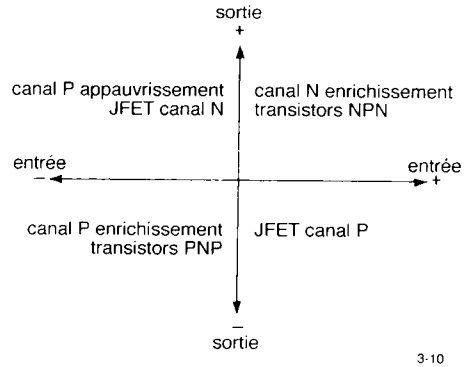 sortie
+
canal P appauvrissement
JFET canal N
canal N enrichissement
transistors NPN
entrée
−
entrée
+
canal P enrichissement
transistors PNP
JFET canal P
−
sortie
3-10